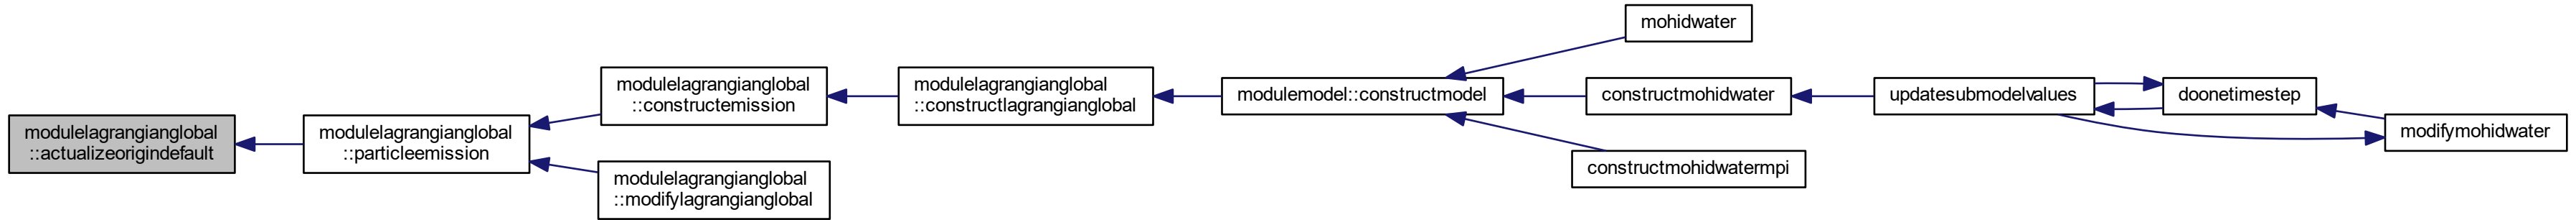 modulelagrangianglobal
::actualizeorigindefault
modulelagrangianglobal
::particleemission
modulelagrangianglobal
::constructemission
modulelagrangianglobal
::modifylagrangianglobal
modulelagrangianglobal
::constructlagrangianglobal
modulemodel::constructmodel
mohidwater
constructmohidwater
constructmohidwatermpi
updatesubmodelvalues
doonetimestep
modifymohidwater